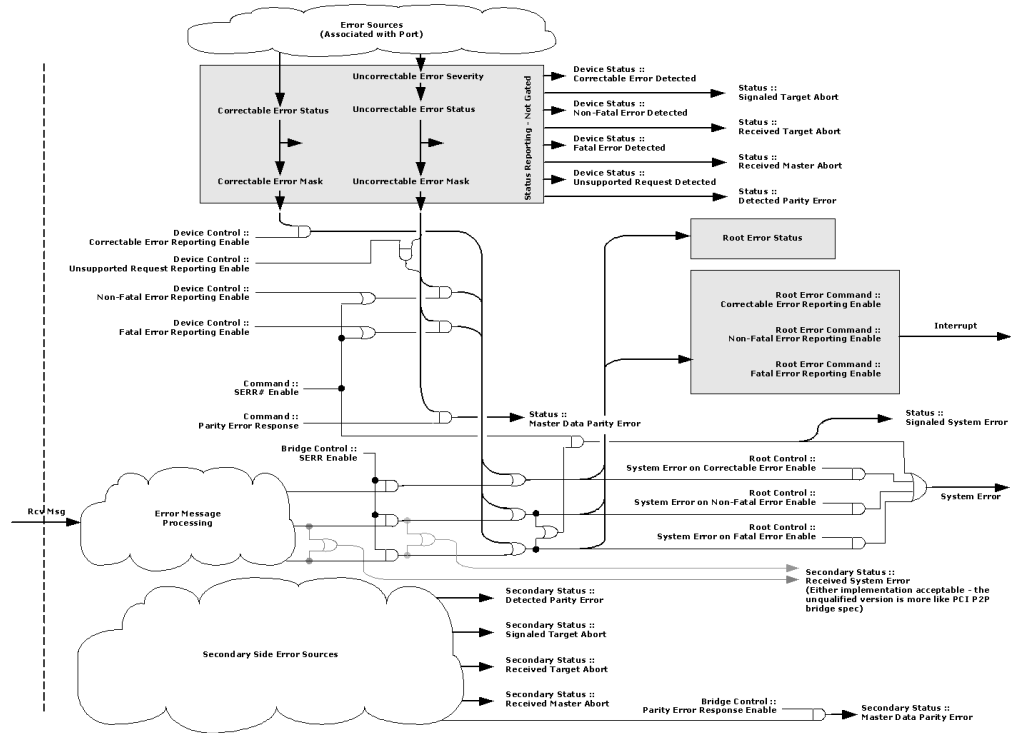 Error Sources
(Associated with Port)
Uncorrectable Error Severity
Correctable Error Status
Uncorrectable Error Status
Correctable Error Mask
Uncorrectable Error Mask
Status Reporting - Not Gated
Device Status ::
Correctable Error Detected
Status ::
Signaled Target Abort
Device Status ::
Non-Fatal Error Detected
Status ::
Received Target Abort
Device Status ::
Fatal Error Detected
Status ::
Received Master Abort
Device Status ::
Unsupported Request Detected
Status ::
Detected Parity Error
Device Control ::
Correctable Error Reporting Enable
Device Control ::
Unsupported Request Reporting Enable
Device Control ::
Non-Fatal Error Reporting Enable
Device Control ::
Fatal Error Reporting Enable
Root Error Status
Root Error Command ::
Correctable Error Reporting Enable
Root Error Command ::
Non-Fatal Error Reporting Enable
Root Error Command ::
Fatal Error Reporting Enable
Interrupt
Command ::
SERR# Enable
Command ::
Parity Error Response
Status ::
Master Data Parity Error
Status ::
Signaled System Error
Bridge Control ::
SERR Enable
Root Control ::
System Error on Correctable Error Enable
Root Control ::
System Error on Non-Fatal Error Enable
Root Control ::
System Error on Fatal Error Enable
System Error
Rcv Msg
Error Message
Processing
Secondary Status ::
Received System Error
(Either implementation acceptable - the
unqualified version is more like PCI P2P
bridge spec)
Secondary Side Error Sources
Secondary Status ::
Detected Parity Error
Secondary Status ::
Signaled Target Abort
Secondary Status ::
Received Target Abort
Secondary Status ::
Received Master Abort
Bridge Control ::
Parity Error Response Enable
Secondary Status ::
Master Data Parity Error